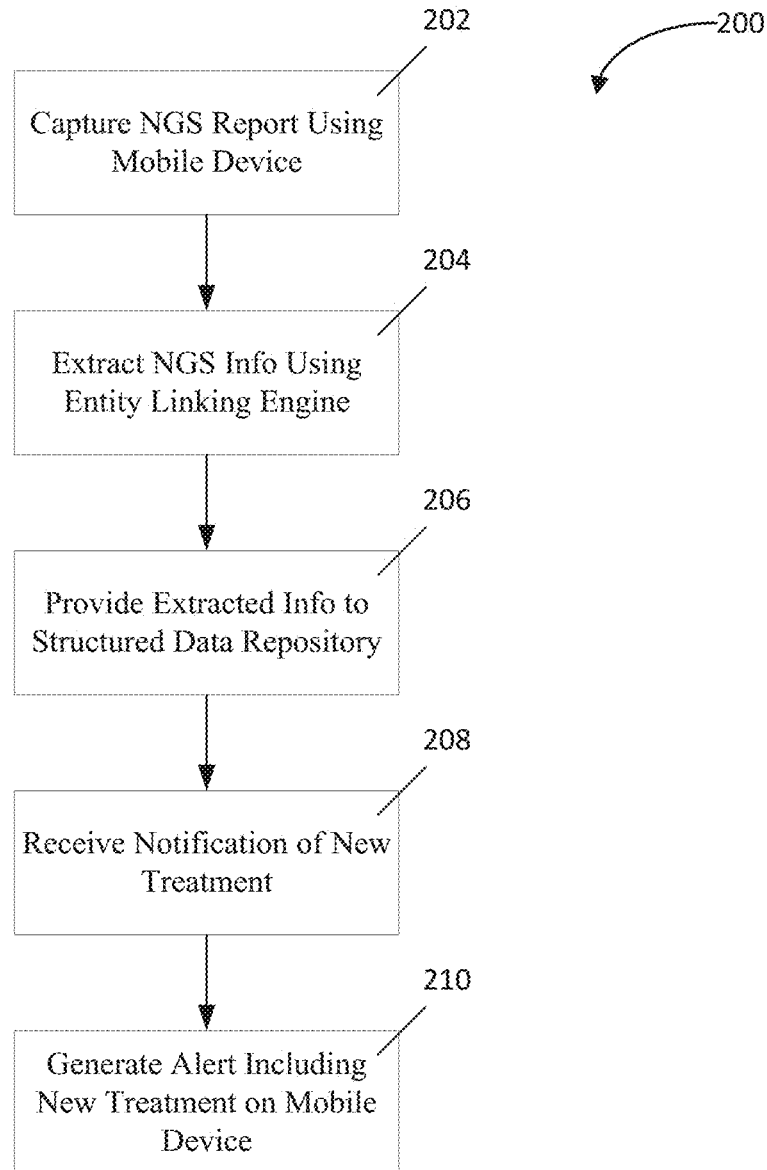 200
202
Capture NGS Report Using
Mobile Device
204
Extract NGS Info Using
Entity Linking Engine
206
Provide Extracted Info to
Structured Data Repository
208
Receive Notification of New
Treatment
210
Generate Alert Including
New Treatment on Mobile
Device